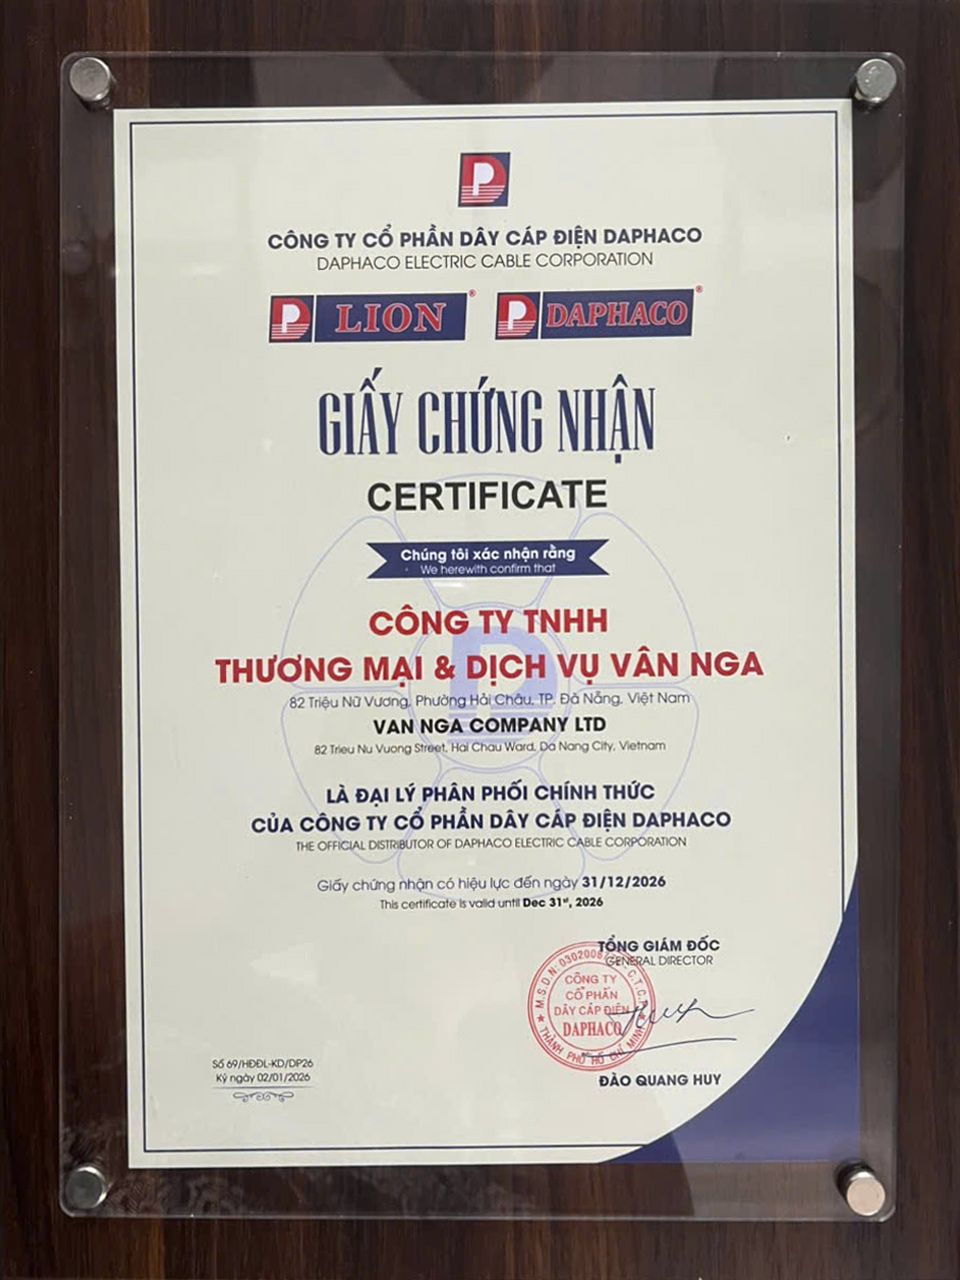 CÔNG TY CỔ PHẦN DÂY CÁP ĐIỆN DAPHACO
DAPHACO ELECTRIC CABLE CORPORATION
LION ®
DAPHACO ®
GIẤY CHỨNG NHẬN
CERTIFICATE
Chúng tôi xác nhận rằng
We herewith confirm that
CÔNG TY TNHH
THƯƠNG MẠI & DỊCH VỤ VÂN NGA
82 Triệu Nữ Vương, Phường Hải Châu, TP. Đà Nẵng, Việt Nam
VAN NGA COMPANY LTD
82 Trieu Nu Vuong Street, Hai Chau Ward, Da Nang City, Vietnam
LÀ ĐẠI LÝ PHÂN PHỐI CHÍNH THỨC
CỦA CÔNG TY CỔ PHẦN DÂY CÁP ĐIỆN DAPHACO
THE OFFICIAL DISTRIBUTOR OF DAPHACO ELECTRIC CABLE CORPORATION
Giấy chứng nhận có hiệu lực đến ngày 31/12/2026
This certificate is valid until Dec 31st, 2026
TỔNG GIÁM ĐỐC
GENERAL DIRECTOR
CÔNG TY
CỔ PHẦN
DÂY CÁP ĐIỆN
DAPHACO
THÀNH PHỐ HỒ CHÍ MINH
ĐÀO QUANG HUY
Số 69/HĐĐL-KD/DP26
Ký ngày 02/01/2026